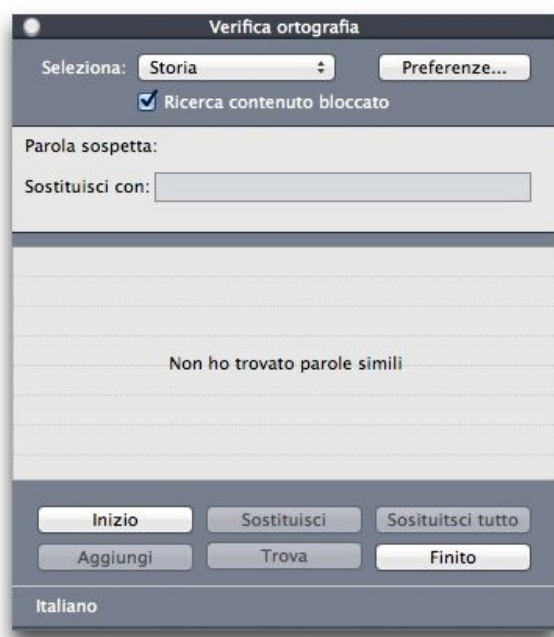 Verifica ortografia
Seleziona: Storia Preferenze...
Ricerca contenuto bloccato
Parola sospetta:
Sostituisci con:
Non ho trovato parole simili
Inizio Sostituisci Sosituitsci tutto
Aggiungi Trova Finito
Italiano